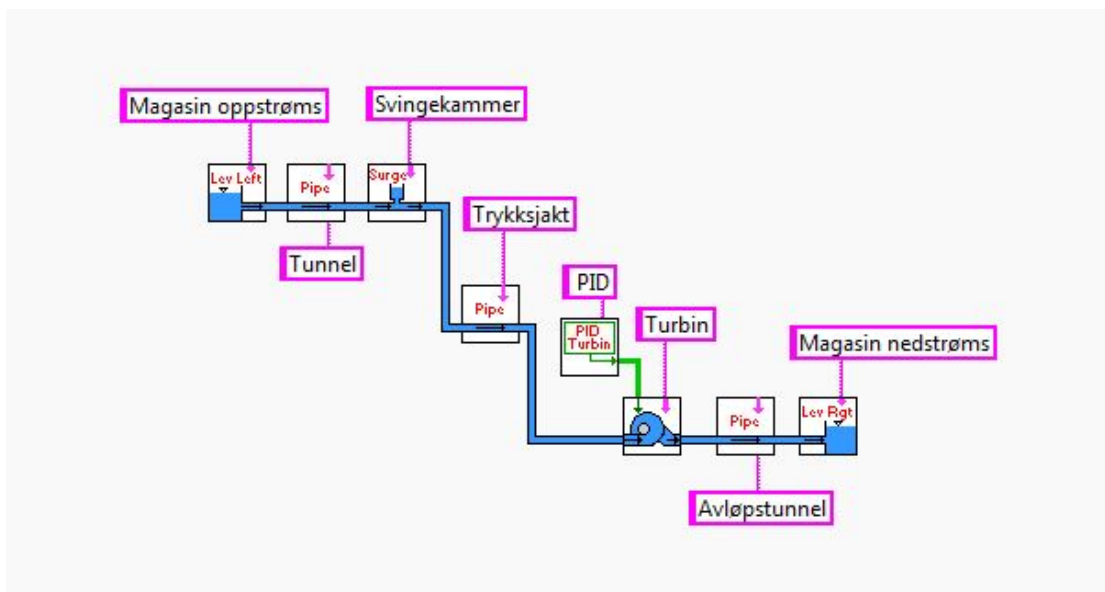 Magasin oppstrøms
Svingekammer
Lev Left
Pipe
Surge
Tunnel
Trykksjakt
Pipe
PID
PID
Turbin
Turbin
Magasin nedstrøms
Pipe
Lev Rgt
Avløpstunnel